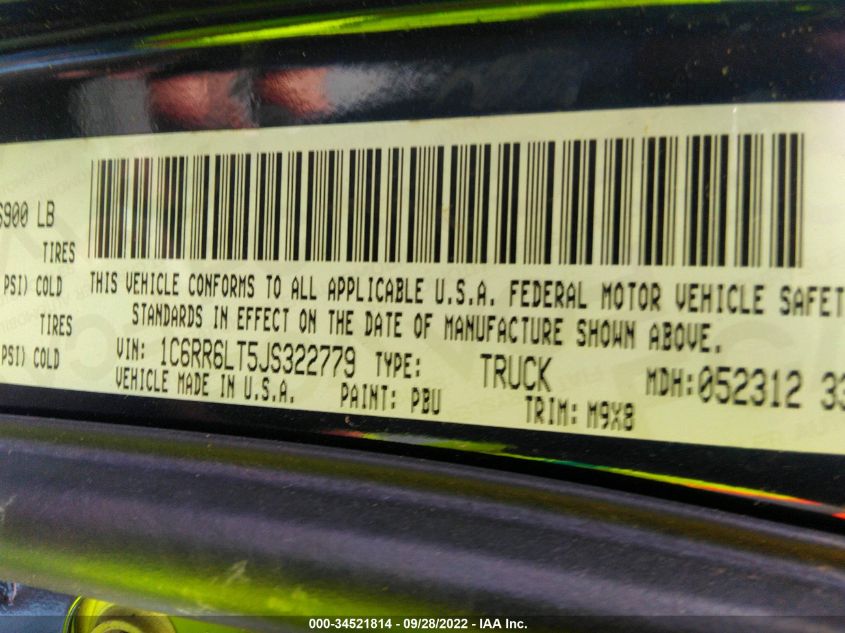 6900 LB
TIRES
PSI) COLD
TIRES
PSI) COLD
THIS VEHICLE CONFORMS TO ALL APPLICABLE U.S.A. FEDERAL MOTOR VEHICLE SAFET
STANDARDS IN EFFECT ON THE DATE OF MANUFACTURE SHOWN ABOVE.
VIN: 1C6RR6LT5JS322779 TYPE: TRUCK MDH: 052312 33
VEHICLE MADE IN U.S.A. PAINT: PBU TRIM: M9X8
000-34521814 - 09/28/2022 - IAA Inc.